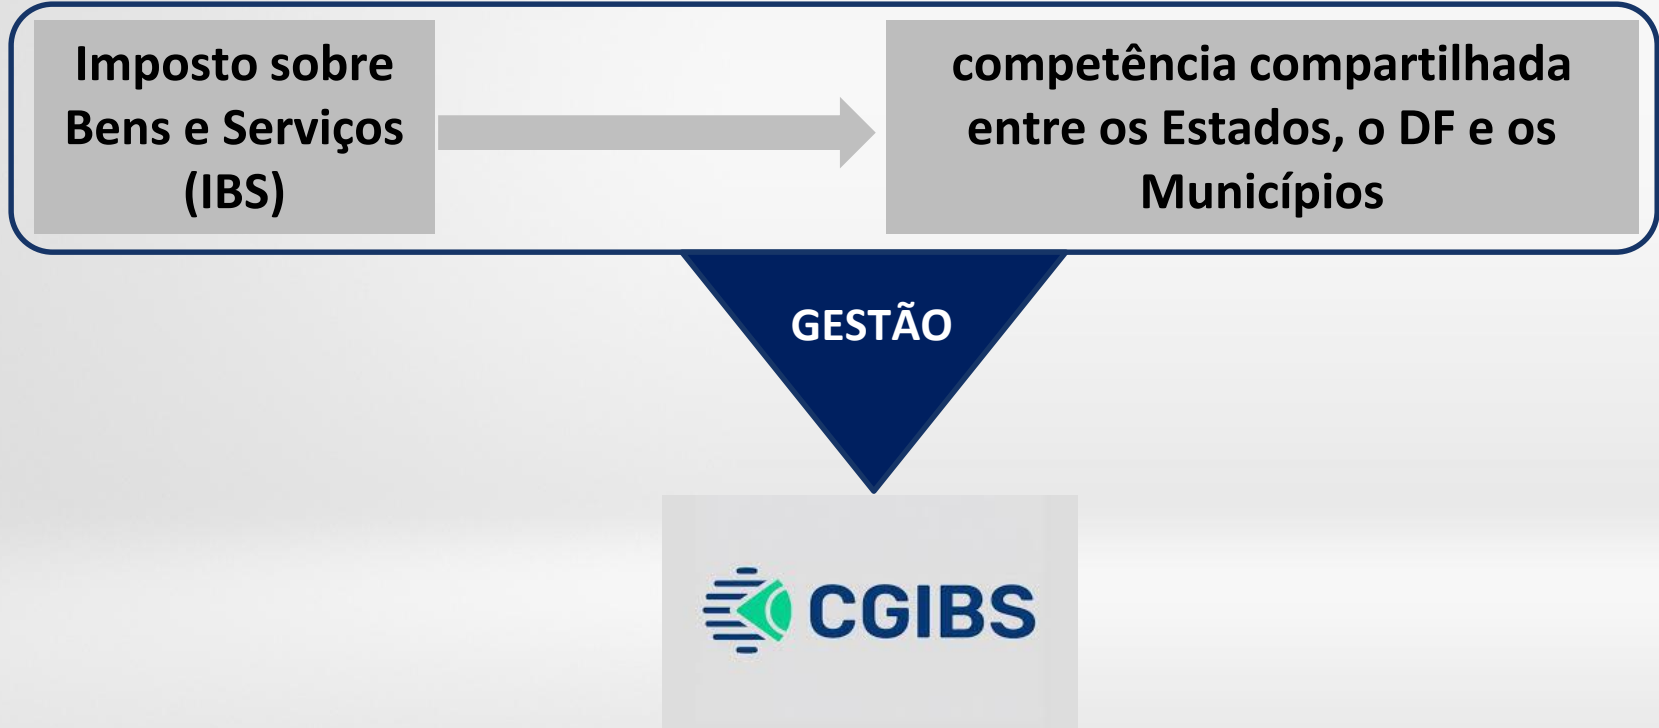 Imposto sobre
Bens e Serviços
(IBS)
competência compartilhada
entre os Estados, o DF e os
Municípios
GESTÃO
CGIBS